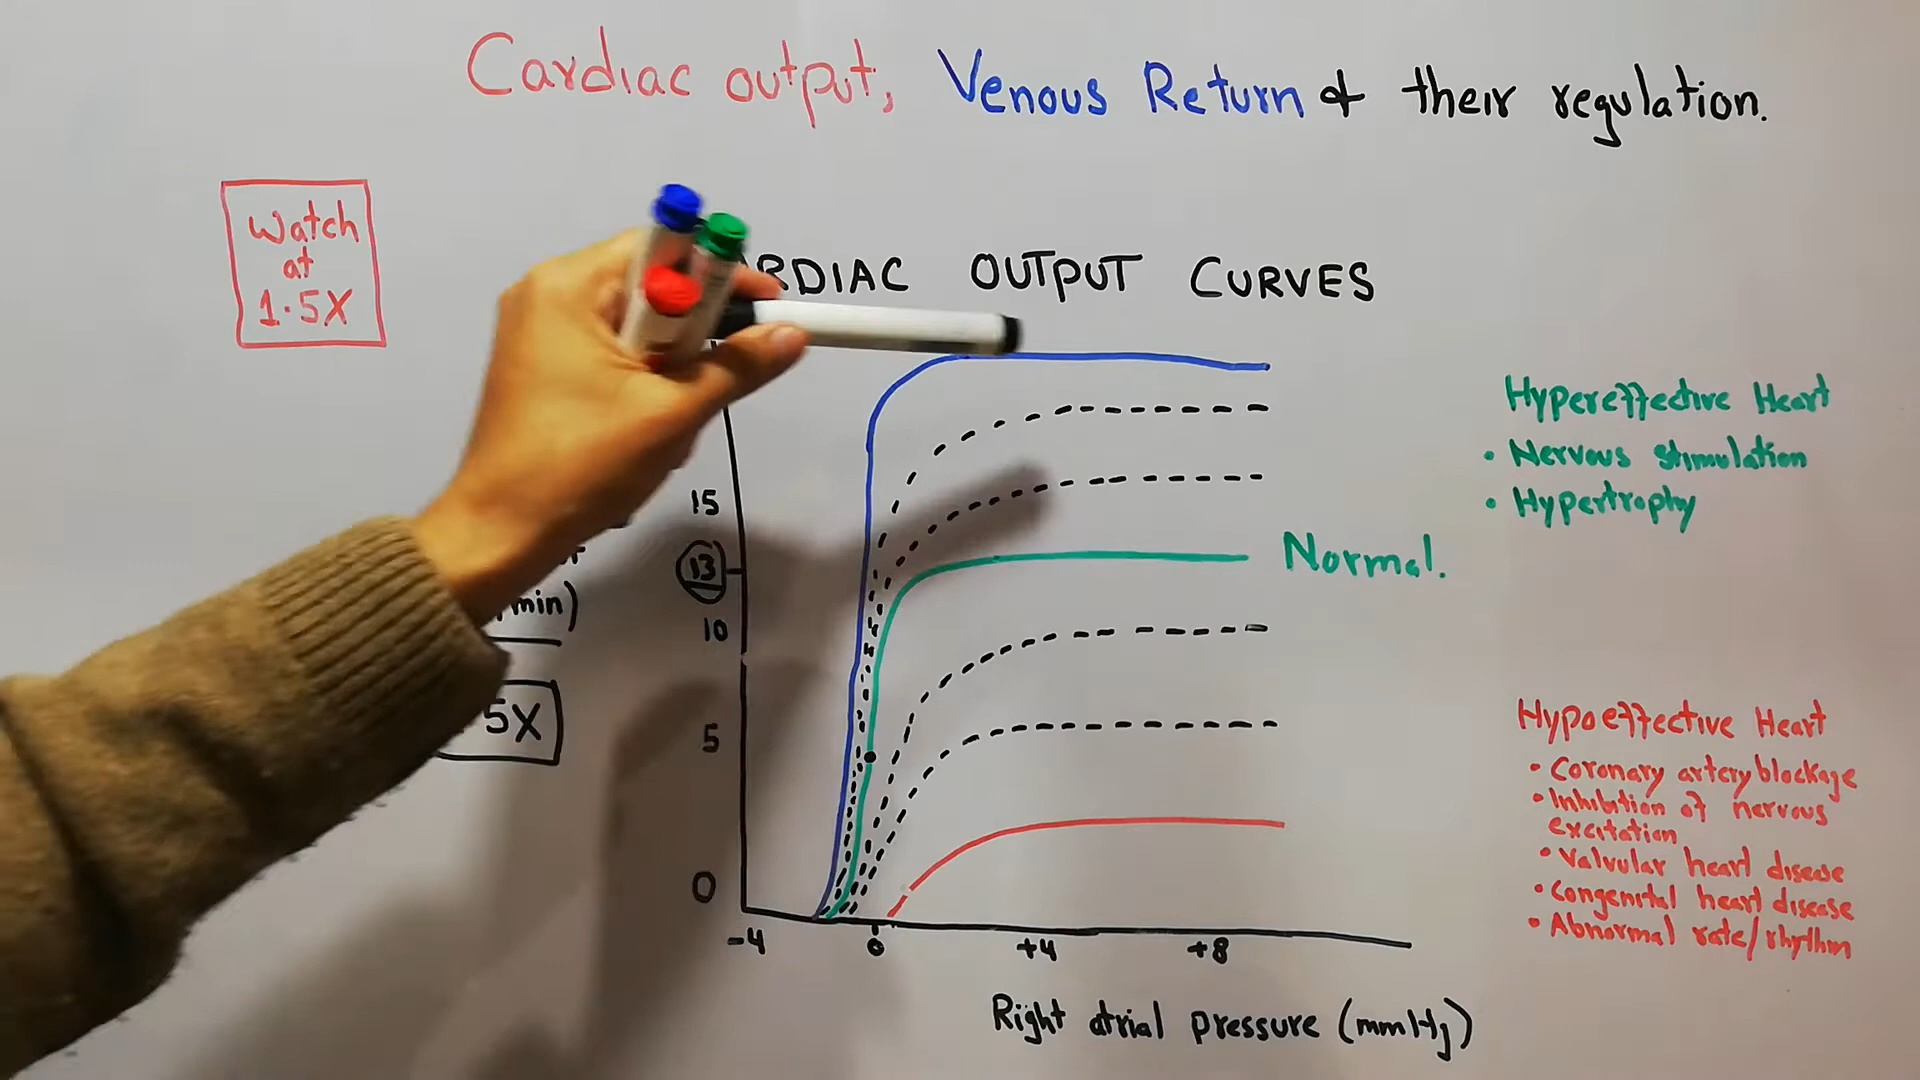 Cardiac output, Venous Return & their regulation.
Watch
at
1.5X
OUTPUT CURVES
15
13
10
5
0
min)
5X
-4 0 +4 +8
Right atrial pressure (mmHg)
Normal.
Hypereffective Heart
• Nervous stimulation
• Hypertrophy
Hypoeffective Heart
• Coronary artery blockage
• Inhibition of nervous
excitation
• Valvular heart disease
• Congenital heart disease
• Abnormal rate/rhythm